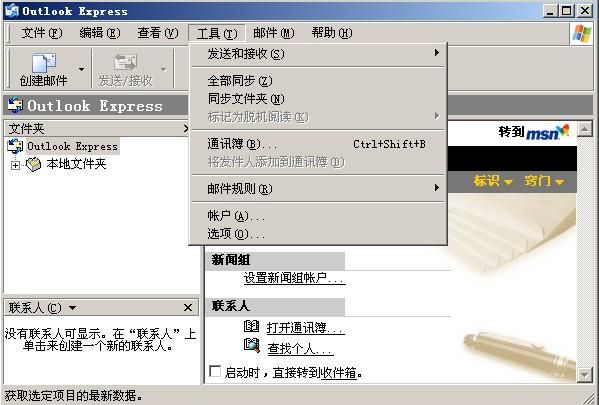 Outlook Express
文件(F) 编辑(E) 查看(V) 工具(T) 邮件(M) 帮助(H)
创建邮件 发送/接收
发送和接收(S)
全部同步(Z)
同步文件夹(N)
标记为脱机阅读(K)
通讯簿(B)... Ctrl+Shift+B
将发件人添加到通讯簿(D)
邮件规则(R)
帐户(A)...
选项(O)...
Outlook Express
文件夹
Outlook Express
本地文件夹
转到 msn
标识 窍门
新闻组
设置新闻组帐户...
联系人
打开通讯簿...
查找个人...
启动时，直接转到收件箱。
联系人(C)
没有联系人可显示。在“联系人”上
单击来创建一个新的联系人。
获取选定项目的最新数据。